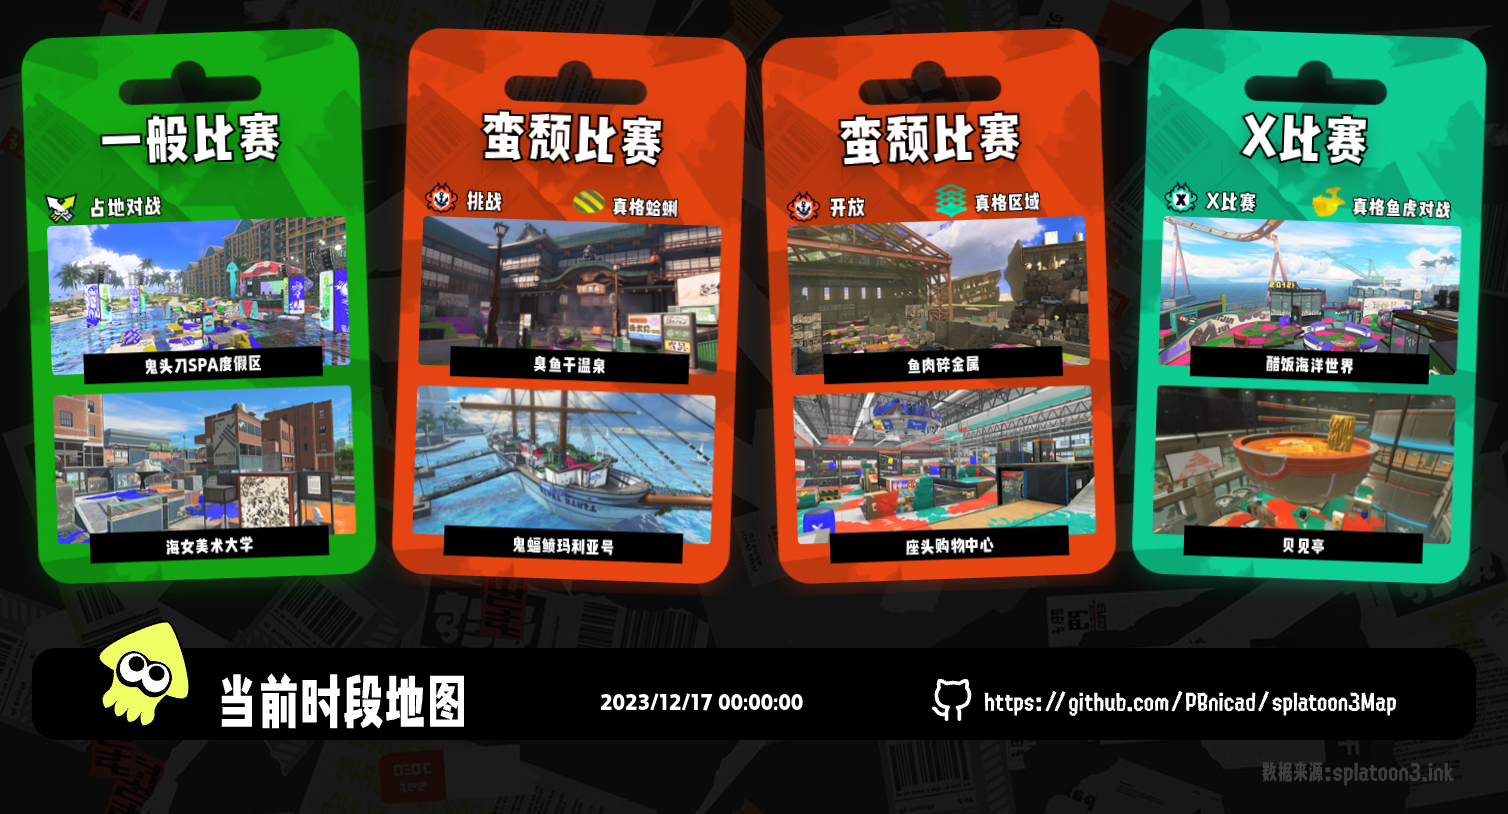 一般比赛
占地对战
鬼头刀SPA度假区
海女美术大学
蛮颓比赛
挑战
真格蛤蜊
臭鱼干温泉
鬼蝠鲼玛利亚号
蛮颓比赛
开放
真格区域
鱼肉碎金属
座头购物中心
X比赛
X比赛
真格鱼虎对战
醋饭海洋世界
贝见亭
当前时段地图
2023/12/17 00:00:00
https://github.com/PBnicad/splatoon3Map
数据来源:splatoon3.ink